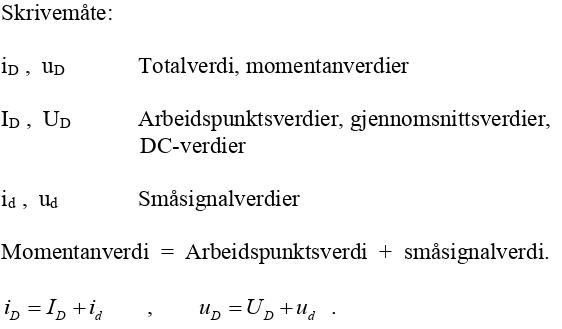 Skrivemåte:
iD , uD Totalverdi, momentanverdier
ID , UD Arbeidspunktsverdier, gjennomsnittsverdier,
DC-verdier
id , ud Småsignalverdier
Momentanverdi = Arbeidspunktsverdi + småsignalverdi.
iD = ID + id , uD = UD + ud .